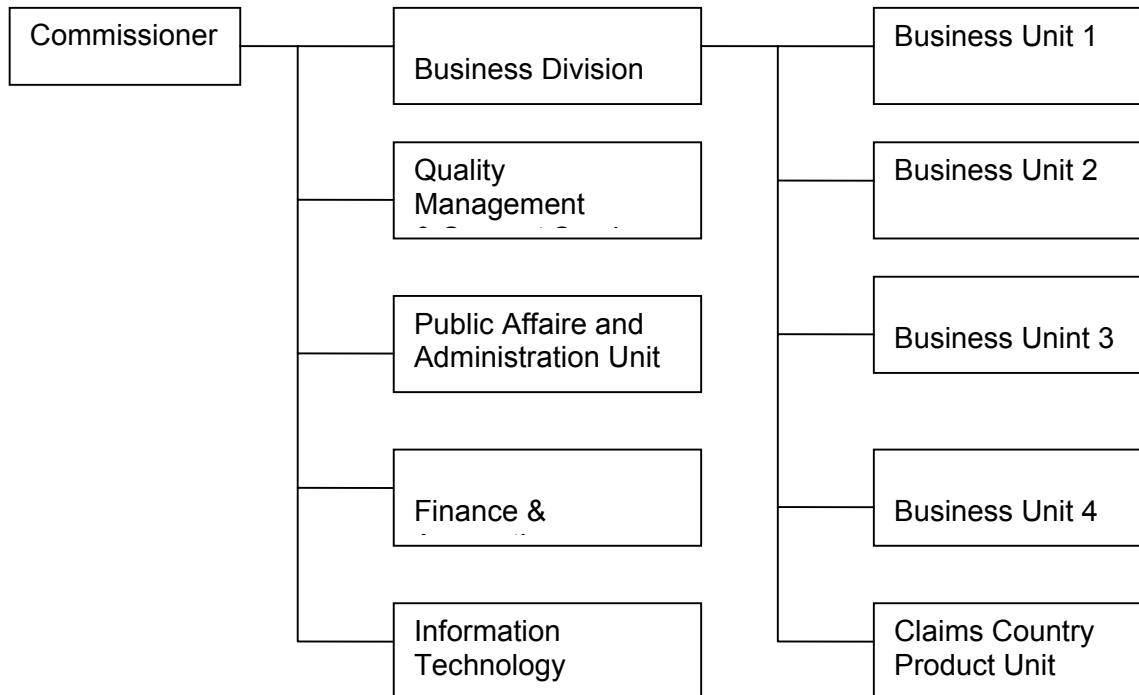 Commissioner
Business Division
Quality
Management
Public Affaire and
Administration Unit
Finance &
Information
Technology
Business Unit 1
Business Unit 2
Business Unint 3
Business Unit 4
Claims Country
Product Unit